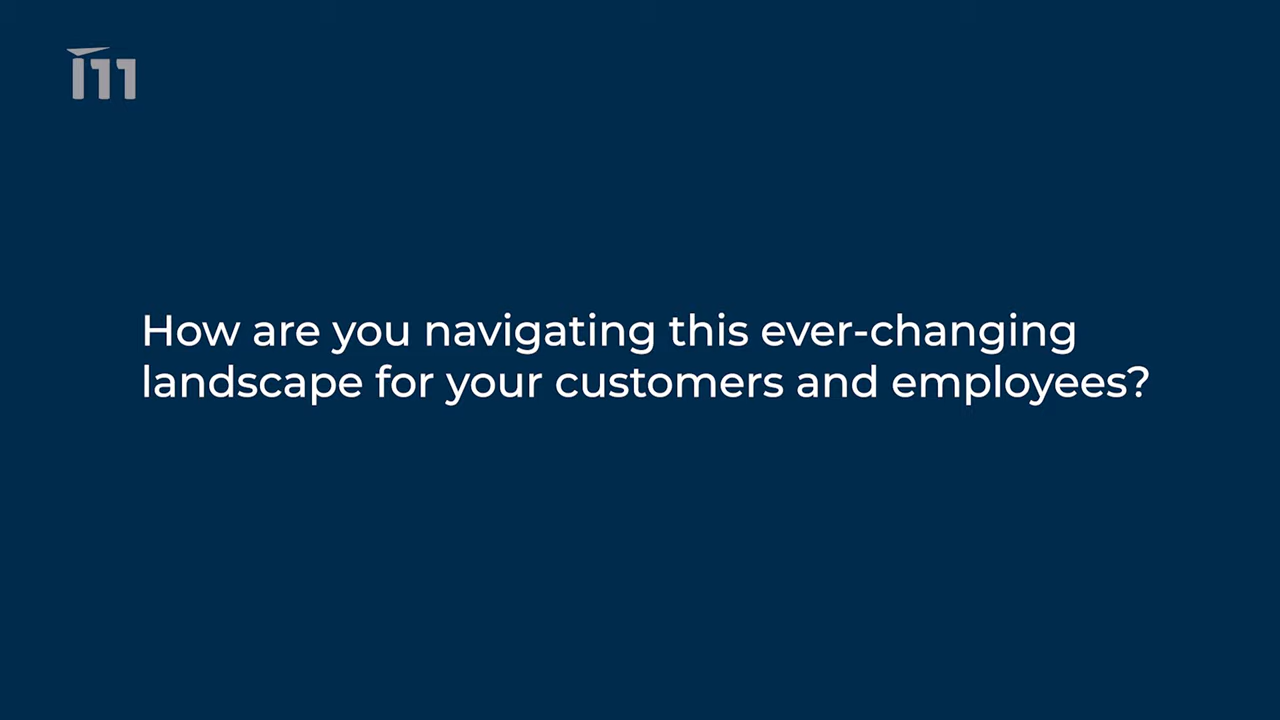 How are you navigating this ever-changing
landscape for your customers and employees?